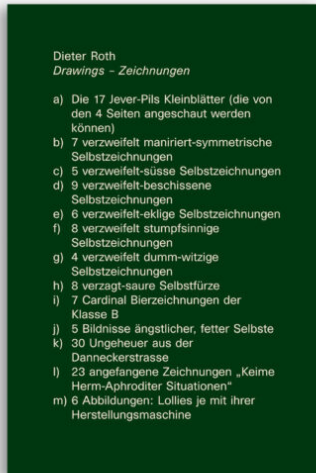 Dieter Roth
Drawings – Zeichnungen
a) Die 17 Jever-Pils Kleinblätter (die von
den 4 Seiten angeschaut werden
können)
b) 7 verzweifelt maniriert-symmetrische
Selbstzeichnungen
c) 5 verzweifelt-süsse Selbstzeichnungen
d) 9 verzweifelt-beschissene
Selbstzeichnungen
e) 6 verzweifelt-eklige Selbstzeichnungen
f) 8 verzweifelt stumpfsinnige
Selbstzeichnungen
g) 4 verzweifelt dumm-witzige
Selbstzeichnungen
h) 8 verzagt-saure Selbstfürze
i) 7 Cardinal Bierzeichnungen der
Klasse B
j) 5 Bildnisse ängstlicher, fetter Selbste
k) 30 Ungeheuer aus der
Danneckerstrasse
l) 23 angefangene Zeichnungen „Keime
Herm-Aphroditer Situationen“
m) 6 Abbildungen: Lollies je mit ihrer
Herstellungsmaschine